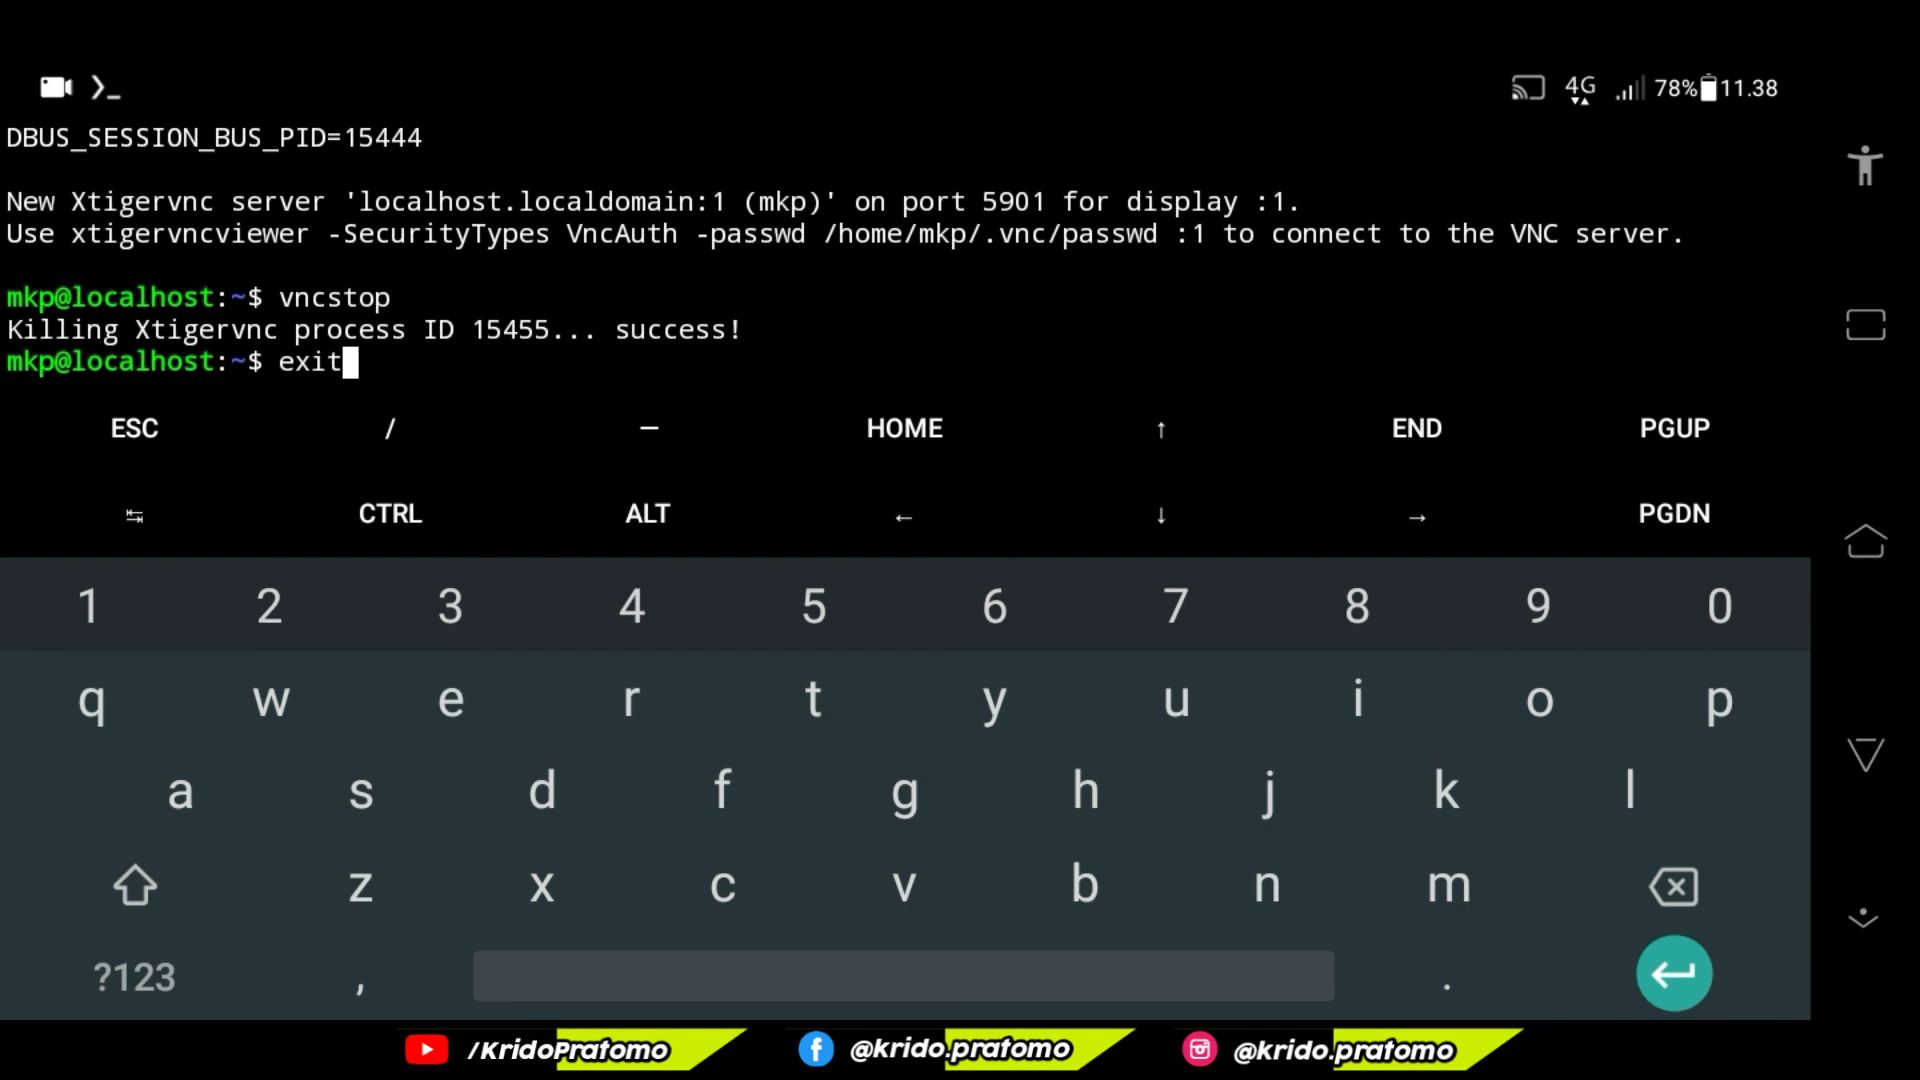 4G 78% 11.38
DBUS_SESSION_BUS_PID=15444
New Xtigervnc server 'localhost.localdomain:1 (mkp)' on port 5901 for display :1.
Use xtigervncviewer -SecurityTypes VncAuth -passwd /home/mkp/.vnc/passwd :1 to connect to the VNC server.
mkp@localhost:~$ vncstop
Killing Xtigervnc process ID 15455... success!
mkp@localhost:~$ exit
ESC / — HOME ↑ END PGUP
↹ CTRL ALT ← ↓ → PGDN
1 2 3 4 5 6 7 8 9 0
q w e r t y u i o p
a s d f g h j k l
z x c v b n m
?123 , .
/KridoPratomo @krido.pratomo @krido.pratomo